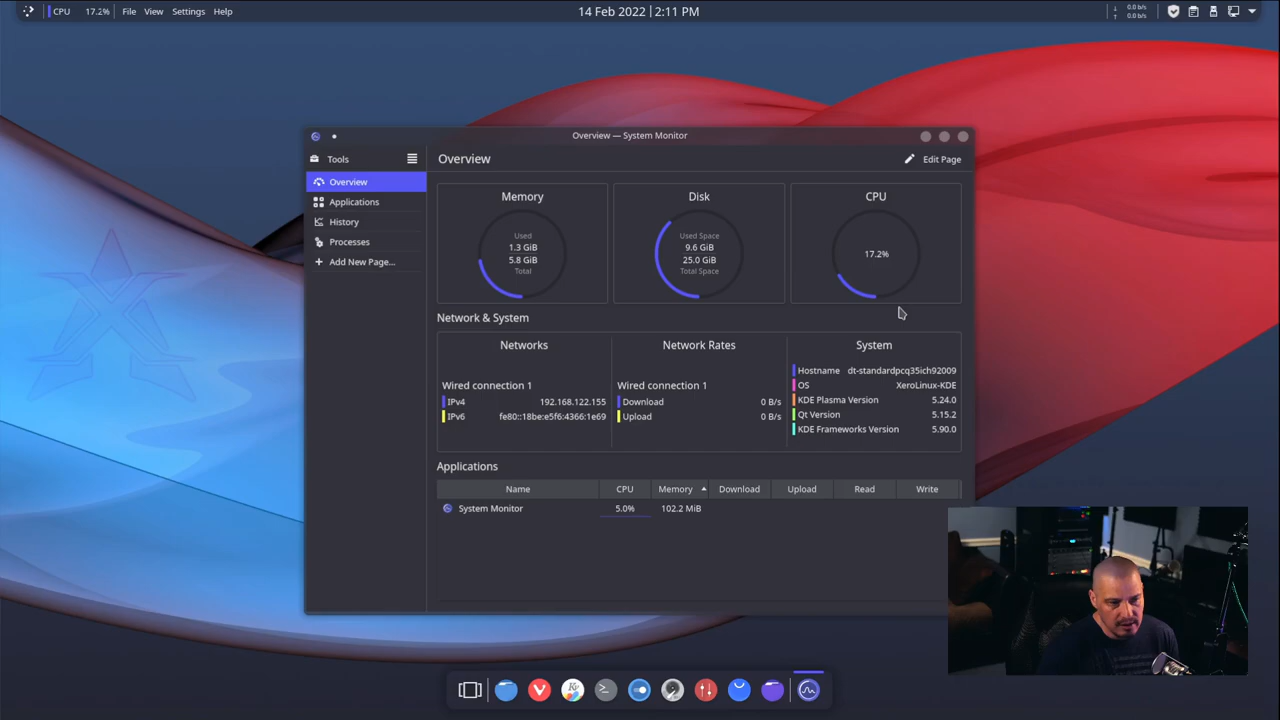 CPU 17.2% File View Settings Help
14 Feb 2022 | 2:11 PM
↓ 0.0 b/s
↑ 0.0 b/s
Overview — System Monitor
Tools
Overview
Applications
History
Processes
Add New Page...
Overview
Edit Page
Memory
Used
1.3 GiB
5.8 GiB
Total
Disk
Used Space
9.6 GiB
25.0 GiB
Total Space
CPU
17.2%
Network & System
Networks
Wired connection 1
IPv4 192.168.122.155
IPv6 fe80::18be:e5f6:4366:1e69
Network Rates
Wired connection 1
Download 0 B/s
Upload 0 B/s
System
Hostname dt-standardpcq35ich92009
OS XeroLinux-KDE
KDE Plasma Version 5.24.0
Qt Version 5.15.2
KDE Frameworks Version 5.90.0
Applications
Name CPU Memory Download Upload Read Write
System Monitor 5.0% 102.2 MiB